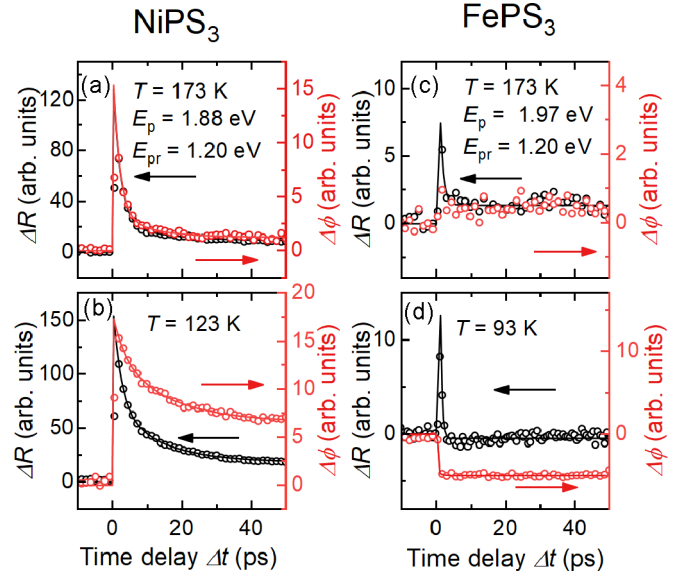 NiPS3
FePS3
(a)
T = 173 K
Ep = 1.88 eV
Epr = 1.20 eV
120
80
40
0
ΔR (arb. units)
15
10
5
0
Δϕ (arb. units)
(c)
T = 173 K
Ep = 1.97 eV
Epr = 1.20 eV
10
5
0
ΔR (arb. units)
4
2
0
Δϕ (arb. units)
(b)
T = 123 K
150
100
50
0
ΔR (arb. units)
20
15
10
5
0
Δϕ (arb. units)
(d)
T = 93 K
10
0
ΔR (arb. units)
10
0
Δϕ (arb. units)
0 20 40
Time delay Δt (ps)
0 20 40
Time delay Δt (ps)